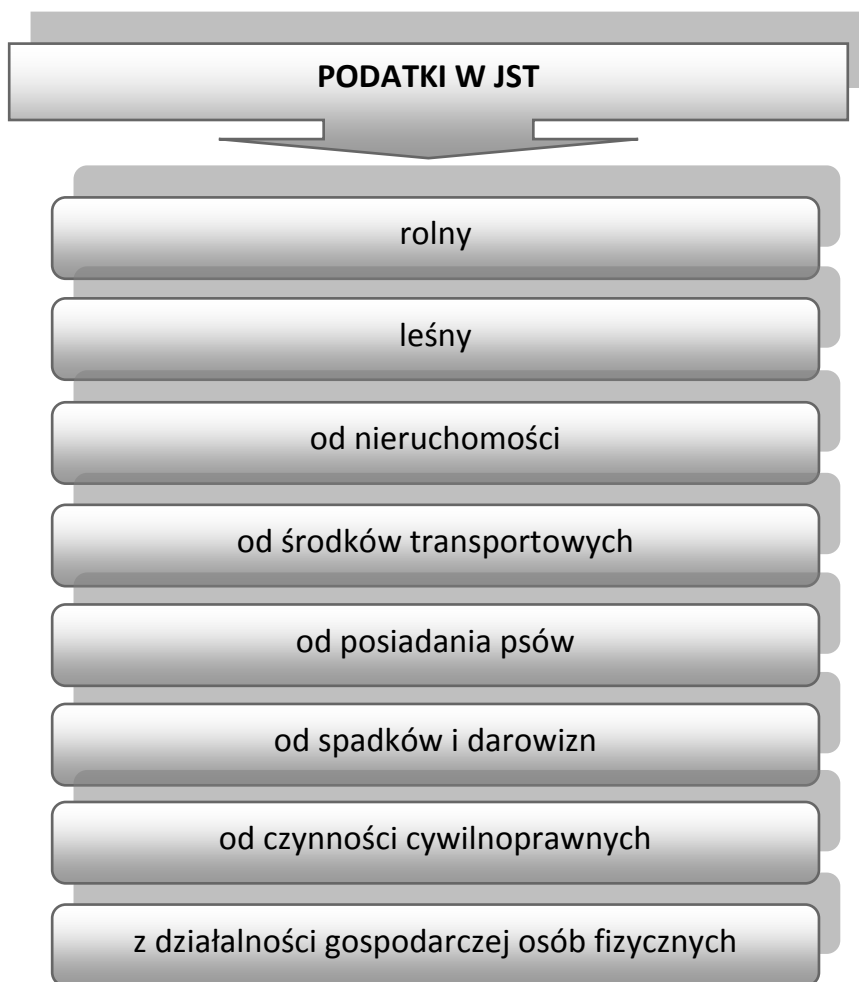 PODATKI W JST
rolny
leśny
od nieruchomości
od środków transportowych
od posiadania psów
od spadków i darowizn
od czynności cywilnoprawnych
z działalności gospodarczej osób fizycznych